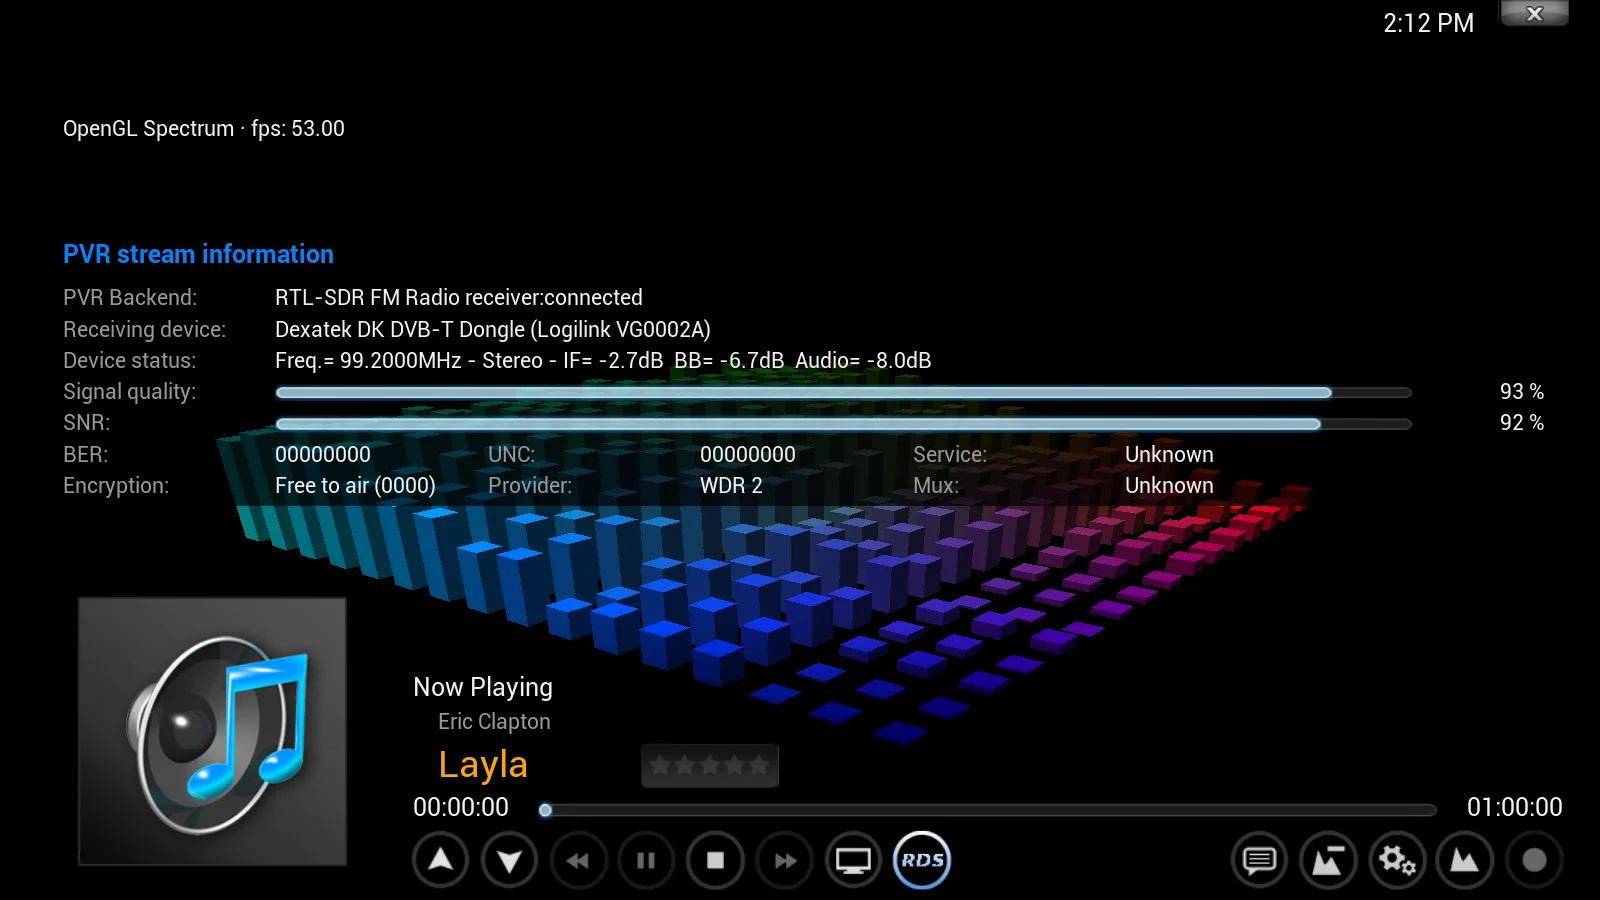 2:12 PM
OpenGL Spectrum · fps: 53.00
PVR stream information
PVR Backend: RTL-SDR FM Radio receiver:connected
Receiving device: Dexatek DK DVB-T Dongle (Logilink VG0002A)
Device status: Freq.= 99.2000MHz - Stereo - IF= -2.7dB BB= -6.7dB Audio= -8.0dB
Signal quality: 93 %
SNR: 92 %
BER: 00000000 UNC: 00000000 Service: Unknown
Encryption: Free to air (0000) Provider: WDR 2 Mux: Unknown
Now Playing
Eric Clapton
Layla
00:00:00 01:00:00
RDS